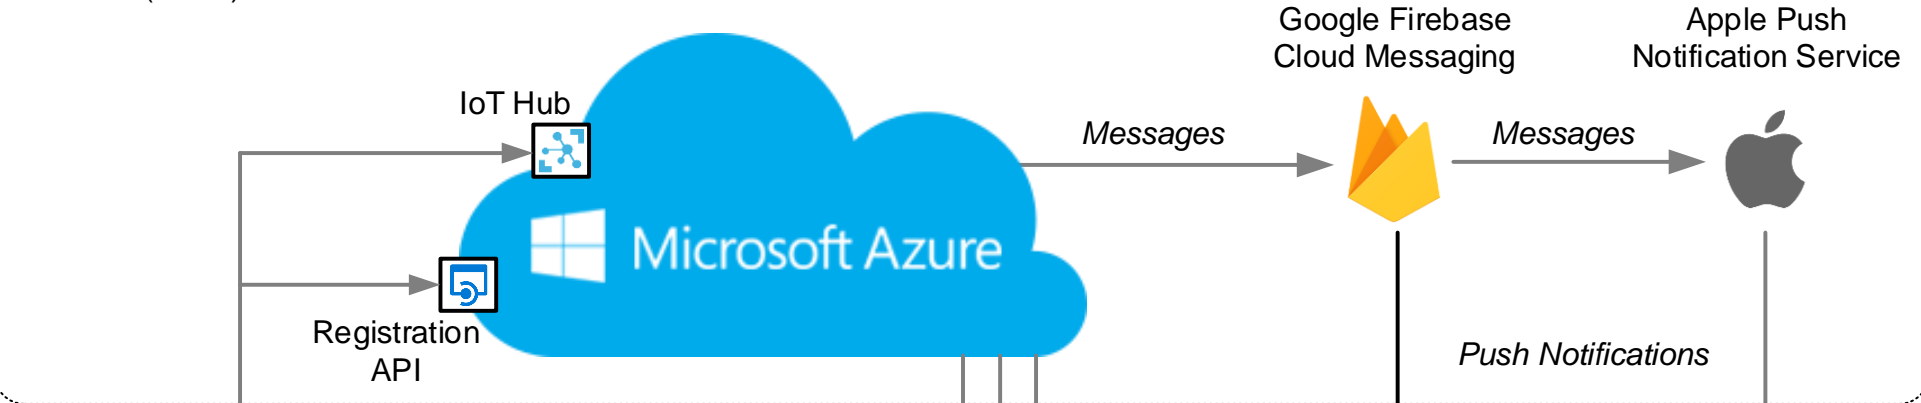 Google Firebase
Cloud Messaging
Apple Push
Notification Service
IoT Hub
Messages
Messages
Microsoft Azure
Registration
API
Push Notifications